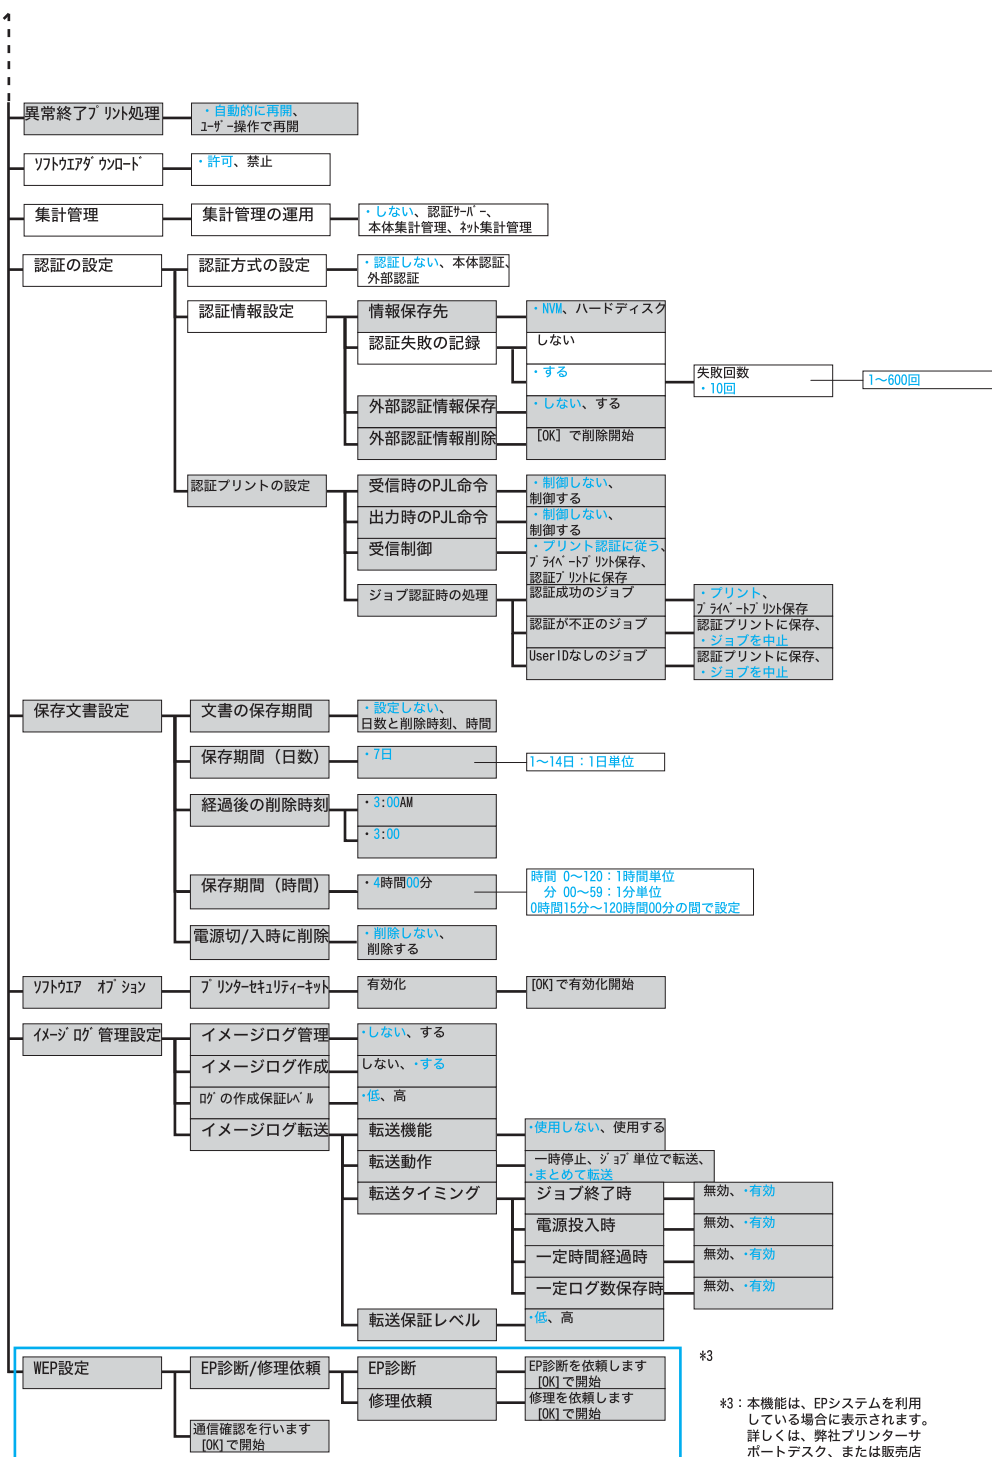 異常終了プリント処理
・自動的に再開、
ユーザー操作で再開
ソフトウエアダウンロード
・許可、禁止
集計管理
集計管理の運用
・しない、認証サーバー、
本体集計管理、ネット集計管理
認証の設定
認証方式の設定
・認証しない、本体認証、
外部認証
認証情報設定
情報保存先
・NVM、ハードディスク
認証失敗の記録
しない
・する
失敗回数
・10回
1～600回
外部認証情報保存
・しない、する
外部認証情報削除
[OK] で削除開始
認証プリントの設定
受信時のPJL命令
・制御しない、
制御する
出力時のPJL命令
・制御しない、
制御する
受信制御
・プリント認証に従う、
プライベートプリント保存、
認証プリントに保存
ジョブ認証時の処理
認証成功のジョブ
・プリント、
プライベートプリント保存
認証が不正のジョブ
認証プリントに保存、
・ジョブを中止
UserIDなしのジョブ
認証プリントに保存、
・ジョブを中止
保存文書設定
文書の保存期間
・設定しない、
日数と削除時刻、時間
保存期間（日数）
・7日
1～14日：1日単位
経過後の削除時刻
・3:00AM
・3:00
保存期間（時間）
・4時間00分
時間 0～120：1時間単位
分 00～59：1分単位
0時間15分～120時間00分の間で設定
電源切/入時に削除
・削除しない、
削除する
ソフトウエア オプション
プリンターセキュリティーキット
有効化
[OK]で有効化開始
イメージログ管理設定
イメージログ管理
・しない、する
イメージログ作成
しない、・する
ログの作成保証レベル
・低、高
イメージログ転送
転送機能
・使用しない、使用する
転送動作
一時停止、ジョブ単位で転送、
・まとめて転送
転送タイミング
ジョブ終了時
無効、・有効
電源投入時
無効、・有効
一定時間経過時
無効、・有効
一定ログ数保存時
無効、・有効
転送保証レベル
・低、高
WEP設定
EP診断/修理依頼
EP診断
EP診断を依頼します
[OK]で開始
修理依頼
修理を依頼します
[OK]で開始
通信確認を行います
[OK]で開始
*3
*3：本機能は、EPシステムを利用
している場合に表示されます。
詳しくは、弊社プリンターサ
ポートデスク、または販売店